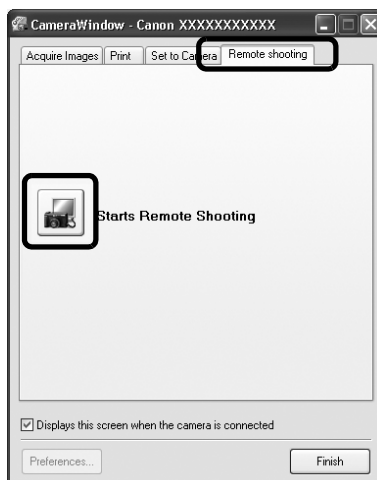 CameraWindow - Canon XXXXXXXXXXX
Acquire Images Print Set to Camera Remote shooting
Starts Remote Shooting
Displays this screen when the camera is connected
Preferences... Finish